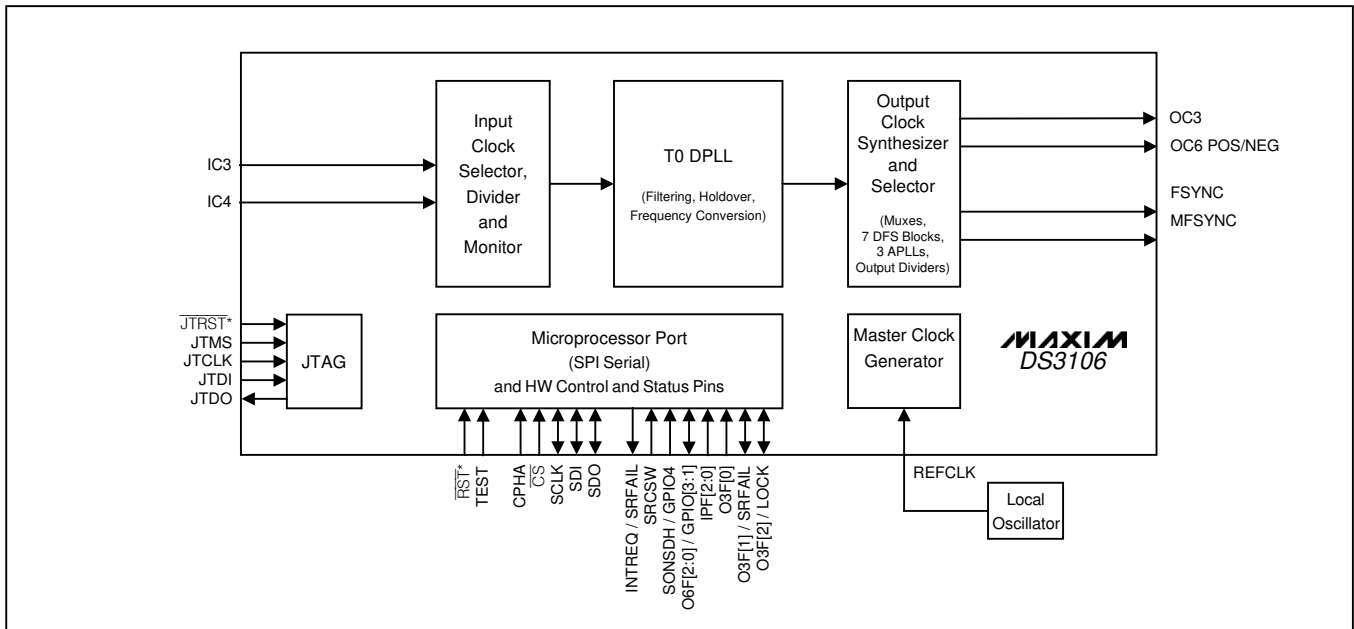 Input
Clock
Selector,
Divider
and
Monitor
T0 DPLL
(Filtering, Holdover,
Frequency Conversion)
Output
Clock
Synthesizer
and
Selector
(Muxes,
7 DFS Blocks,
3 APLLs,
Output Dividers)
IC3
IC4
OC3
OC6 POS/NEG
FSYNC
MFSYNC
JTRST*
JTMS
JTCLK
JTDI
JTDO
JTAG
Microprocessor Port
(SPI Serial)
and HW Control and Status Pins
Master Clock
Generator
MAXIM
DS3106
RST*
TEST
CPHA
CS
SCLK
SDI
SDO
INTREQ / SRFAIL
SRCSW
SONSDH / GPIO4
O6F[2:0] / GPIO[3:1]
IPF[2:0]
O3F[0]
O3F[1] / SRFAIL
O3F[2] / LOCK
REFCLK
Local
Oscillator